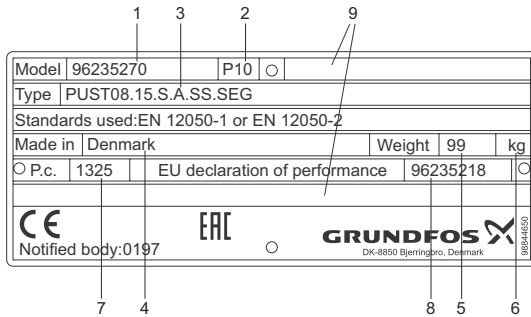 1 3 2 9
Model 96235270 P10
Type PUST08.15.S.A.SS.SEG
Standards used:EN 12050-1 or EN 12050-2
Made in Denmark Weight 99 kg
P.c. 1325 EU declaration of performance 96235218
CE EAC
Notified body:0197
GRUNDFOS X
DK-8850 Bjerringbro, Denmark
98844650
7 4 8 5 6